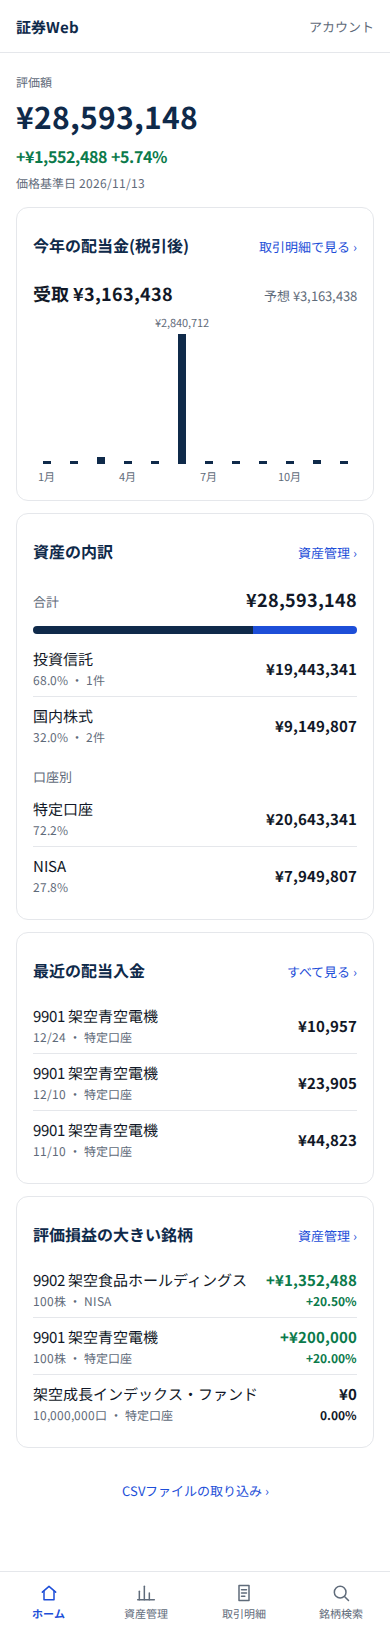 証券Web
アカウント
評価額
¥28,593,148
+¥1,552,488 +5.74%
価格基準日 2026/11/13
今年の配当金(税引後)
取引明細で見る ›
受取 ¥3,163,438
予想 ¥3,163,438
¥2,840,712
1月 4月 7月 10月
資産の内訳
資産管理 ›
合計
¥28,593,148
投資信託
¥19,443,341
68.0% ・ 1件
国内株式
¥9,149,807
32.0% ・ 2件
口座別
特定口座
¥20,643,341
72.2%
NISA
¥7,949,807
27.8%
最近の配当入金
すべて見る ›
9901 架空青空電機
¥10,957
12/24 ・ 特定口座
9901 架空青空電機
¥23,905
12/10 ・ 特定口座
9901 架空青空電機
¥44,823
11/10 ・ 特定口座
評価損益の大きい銘柄
資産管理 ›
9902 架空食品ホールディングス
+¥1,352,488
100株 ・ NISA
+20.50%
9901 架空青空電機
+¥200,000
100株 ・ 特定口座
+20.00%
架空成長インデックス・ファンド
¥0
10,000,000口 ・ 特定口座
0.00%
CSVファイルの取り込み ›
ホーム
資産管理
取引明細
銘柄検索